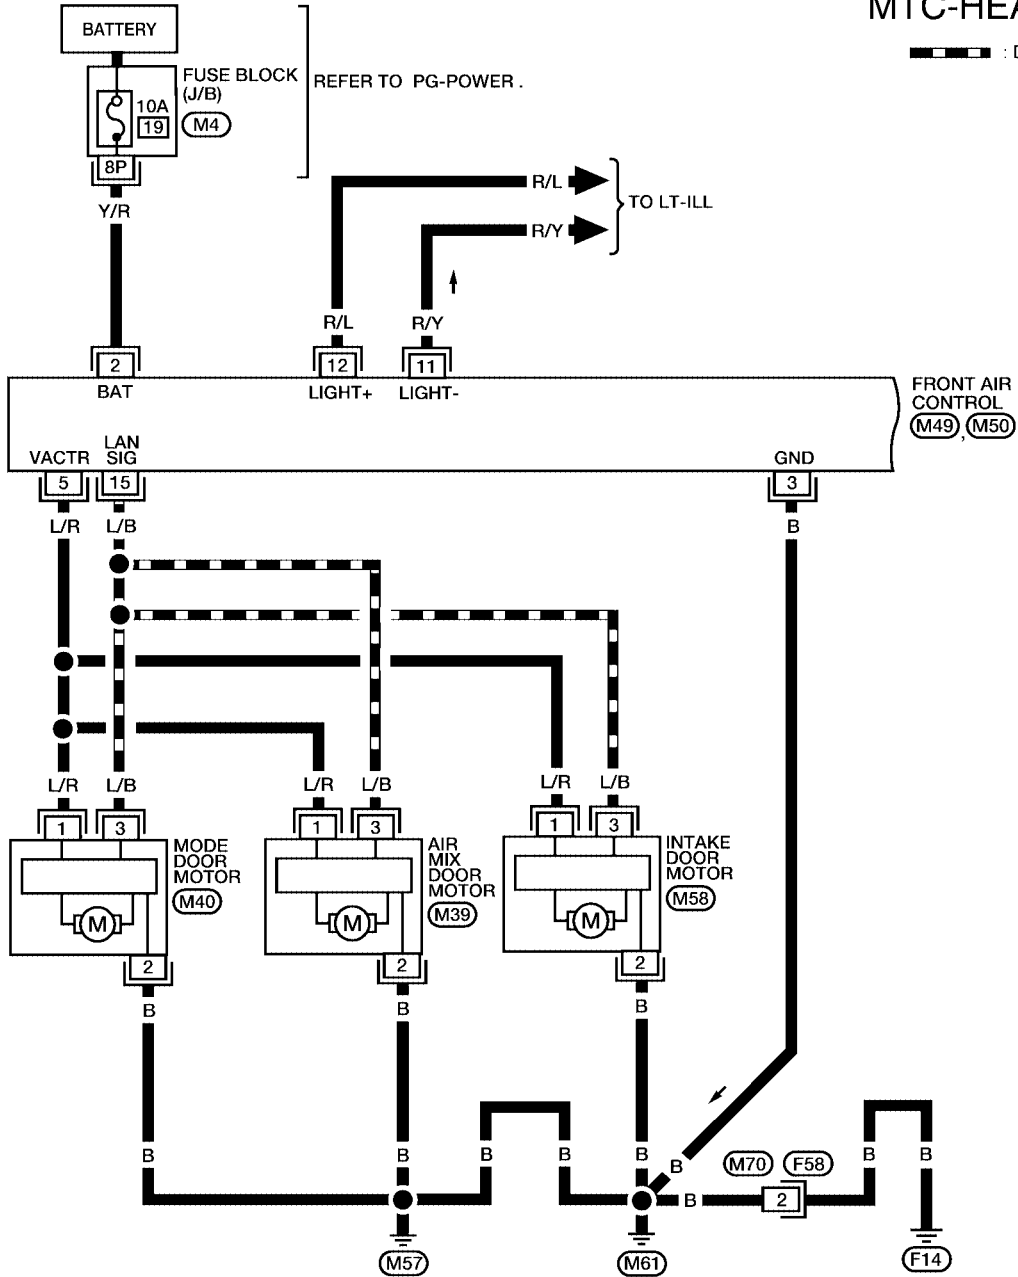 MTC-HEA
BATTERY
: D
FUSE BLOCK
(J/B)
REFER TO PG-POWER .
10A
19
M4
8P
Y/R
R/L
TO LT-ILL
R/Y
R/L
R/Y
2
12
11
BAT
LIGHT+
LIGHT-
FRONT AIR
CONTROL
M49 , M50
VACTR
LAN
SIG
GND
5
15
3
L/R
L/B
B
L/R
L/B
L/R
L/B
L/R
L/B
1
3
1
3
1
3
MODE
DOOR
MOTOR
M40
AIR
MIX
DOOR
MOTOR
M39
INTAKE
DOOR
MOTOR
M58
M
M
M
2
2
2
B
B
B
B
B
B
B
B
B
B
M70
F58
B
B
B
2
M57
M61
F14